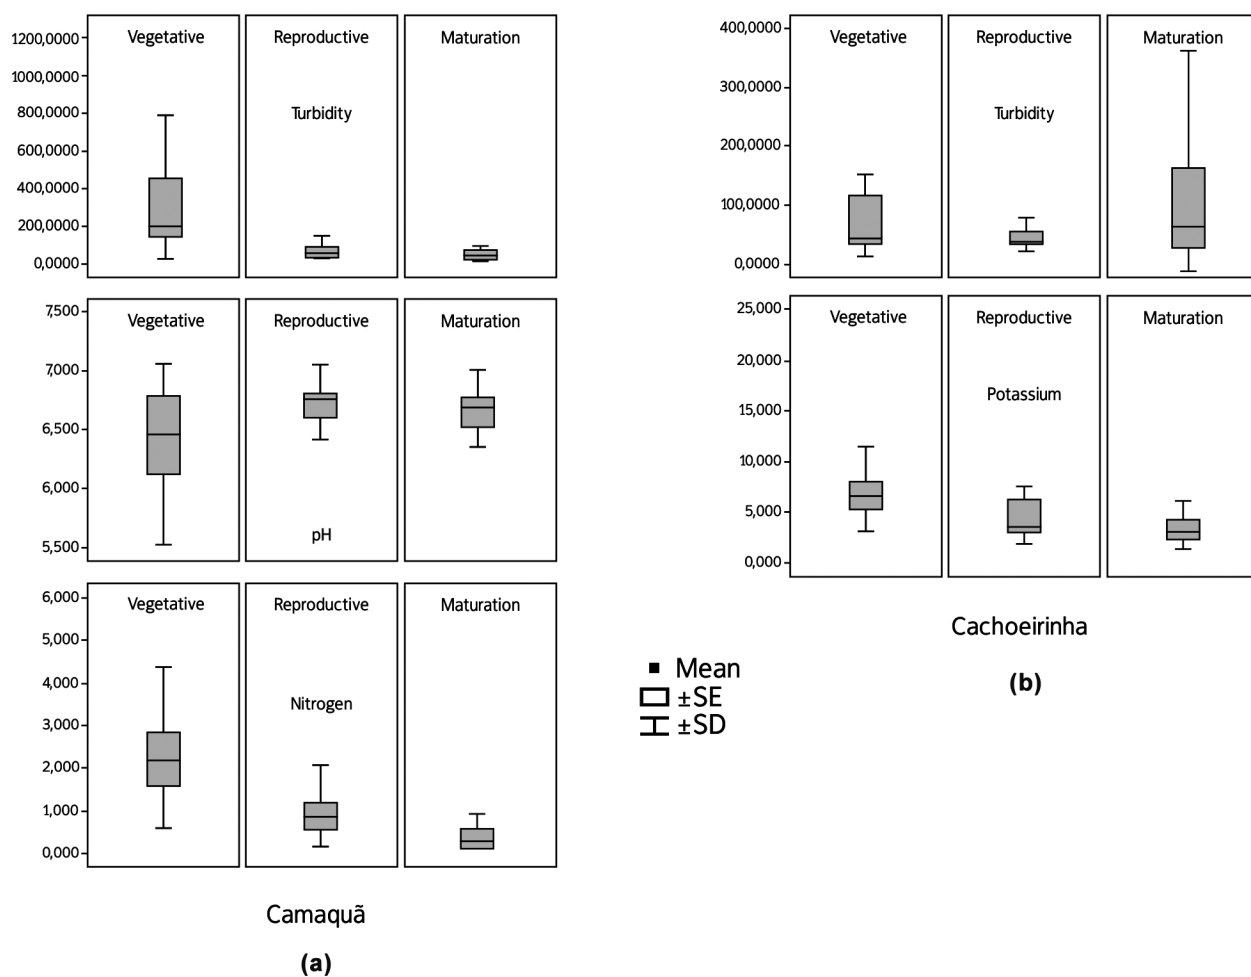 Vegetative Reproductive Maturation
Turbidity
1200,0000
1000,0000
800,0000
600,0000
400,0000
200,0000
0,0000
Vegetative Reproductive Maturation
pH
7,500
7,000
6,500
6,000
5,500
Vegetative Reproductive Maturation
Nitrogen
6,000
5,000
4,000
3,000
2,000
1,000
0,000
Camaquã
(a)
Vegetative Reproductive Maturation
Turbidity
400,0000
300,0000
200,0000
100,0000
0,0000
Vegetative Reproductive Maturation
Potassium
25,000
20,000
15,000
10,000
5,000
0,000
Cachoeirinha
(b)
Mean
±SE
±SD